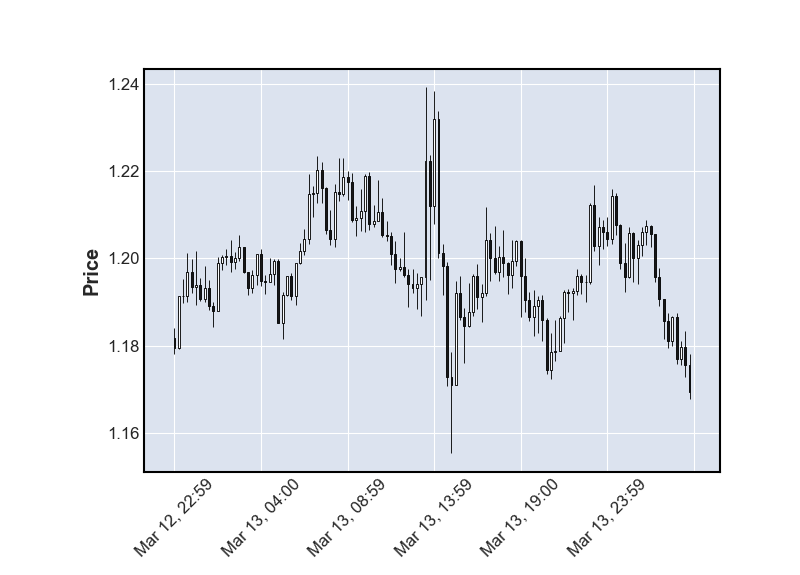 1.24
1.22
1.20
1.18
1.16
Price
Mar 12, 22:59
Mar 13, 04:00
Mar 13, 08:59
Mar 13, 13:59
Mar 13, 19:00
Mar 13, 23:59